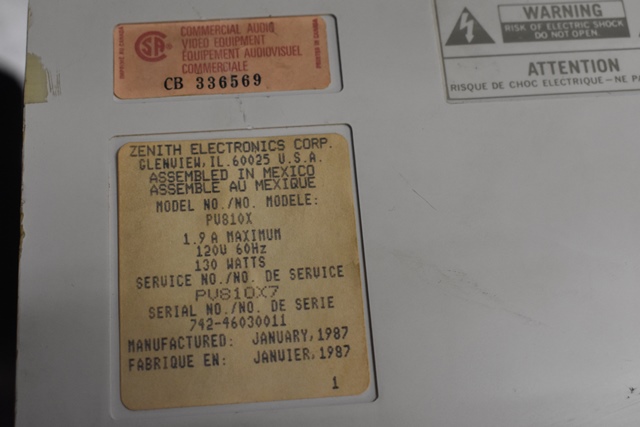 COMMERCIAL AUDIO
VIDEO EQUIPMENT
EQUIPEMENT AUDIOVISUEL
COMMERCIALE
CB 336569
WARNING
RISK OF ELECTRIC SHOCK
DO NOT OPEN.
ATTENTION
RISQUE DE CHOC ELECTRIQUE-NE PA
ZENITH ELECTRONICS CORP.
GLENVIEW, IL. 60025 U.S.A.
ASSEMBLED IN MEXICO
ASSEMBLE AU MEXIQUE
MODEL NO./NO. MODELE:
PV810X
1.9 A MAXIMUM
120V 60Hz
130 WATTS
SERVICE NO./NO. DE SERVICE
PV810X7
SERIAL NO./NO. DE SERIE
742-46030011
MANUFACTURED: JANUARY, 1987
FABRIQUE EN: JANVIER, 1987
1